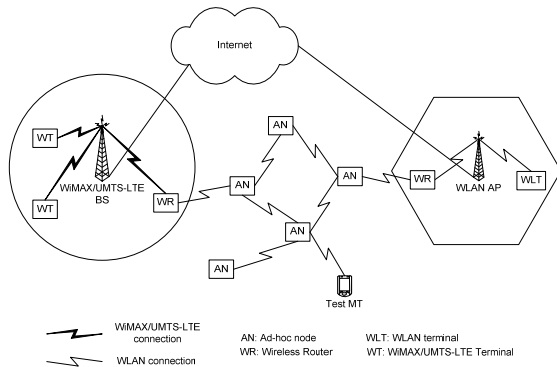 Internet
AN
WT
WiMAX/UMTS-LTE
BS
WT
WR
AN
AN
WR
WLAN AP
WLT
AN
AN
Test MT
WiMAX/UMTS-LTE
connection
WLAN connection
AN: Ad-hoc node
WR: Wireless Router
WLT: WLAN terminal
WT: WiMAX/UMTS-LTE Terminal